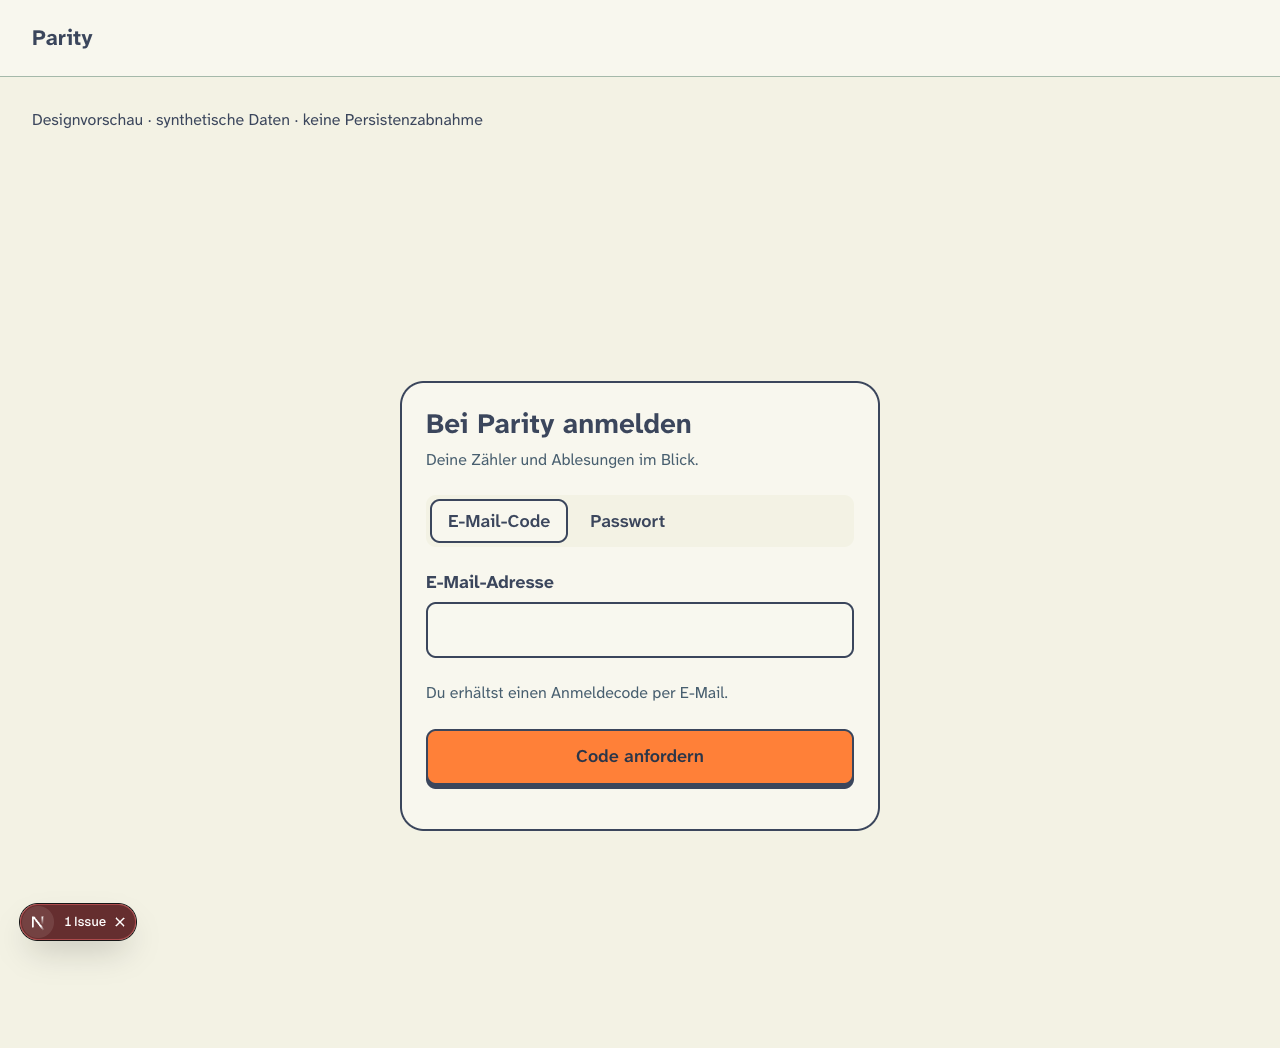 Parity
Designvorschau · synthetische Daten · keine Persistenzabnahme
Bei Parity anmelden
Deine Zähler und Ablesungen im Blick.
E-Mail-Code
Passwort
E-Mail-Adresse
Du erhältst einen Anmeldecode per E-Mail.
Code anfordern
N 1 Issue